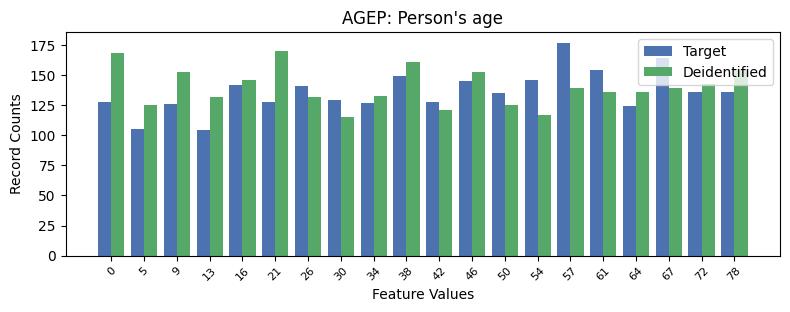 AGEP: Person's age
Target
Deidentified
Record Counts
175
150
125
100
75
50
25
0
0 5 9 13 16 21 26 30 34 38 42 46 50 54 57 61 64 67 72 78
Feature Values